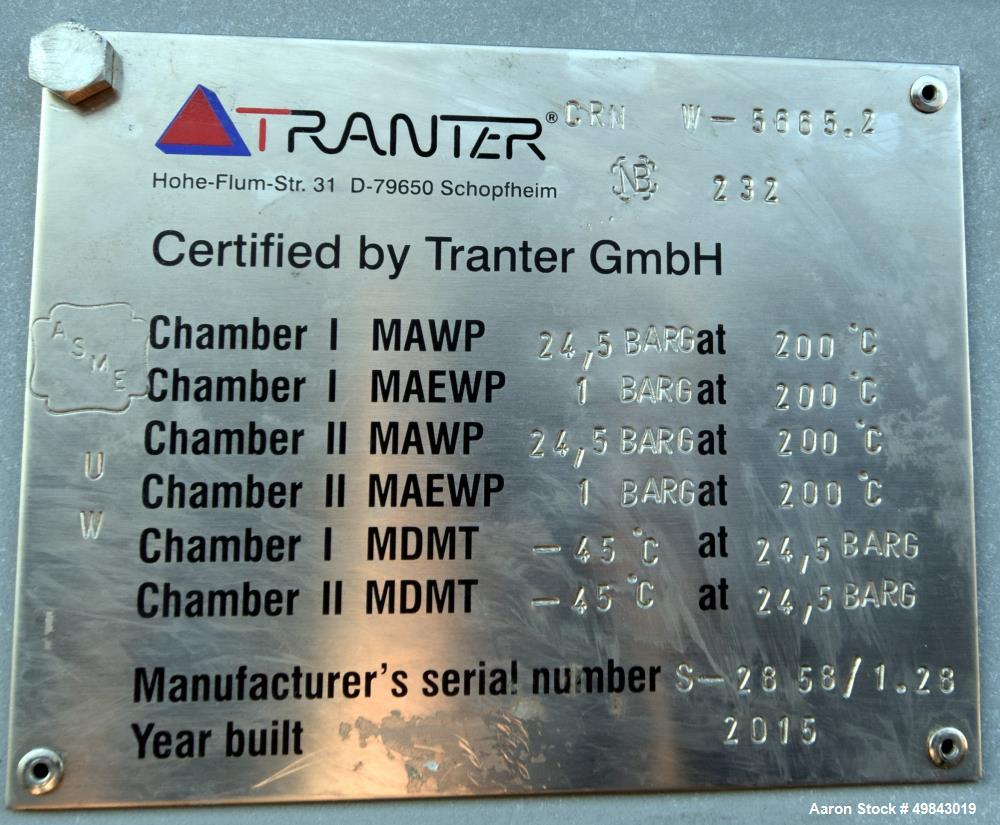 TRANTER® CRN W-5665.2
Hohe-Flum-Str. 31 D-79650 Schopfheim NB 232
Certified by Tranter GmbH
ASME
U
W
Chamber I MAWP 24,5 BARG at 200 °C
Chamber I MAEWP 1 BARG at 200 °C
Chamber II MAWP 24,5 BARG at 200 °C
Chamber II MAEWP 1 BARG at 200 °C
Chamber I MDMT -45 °C at 24,5 BARG
Chamber II MDMT -45 °C at 24,5 BARG
Manufacturer's serial number S-2858/1.28
Year built 2015
Aaron Stock # 49843019